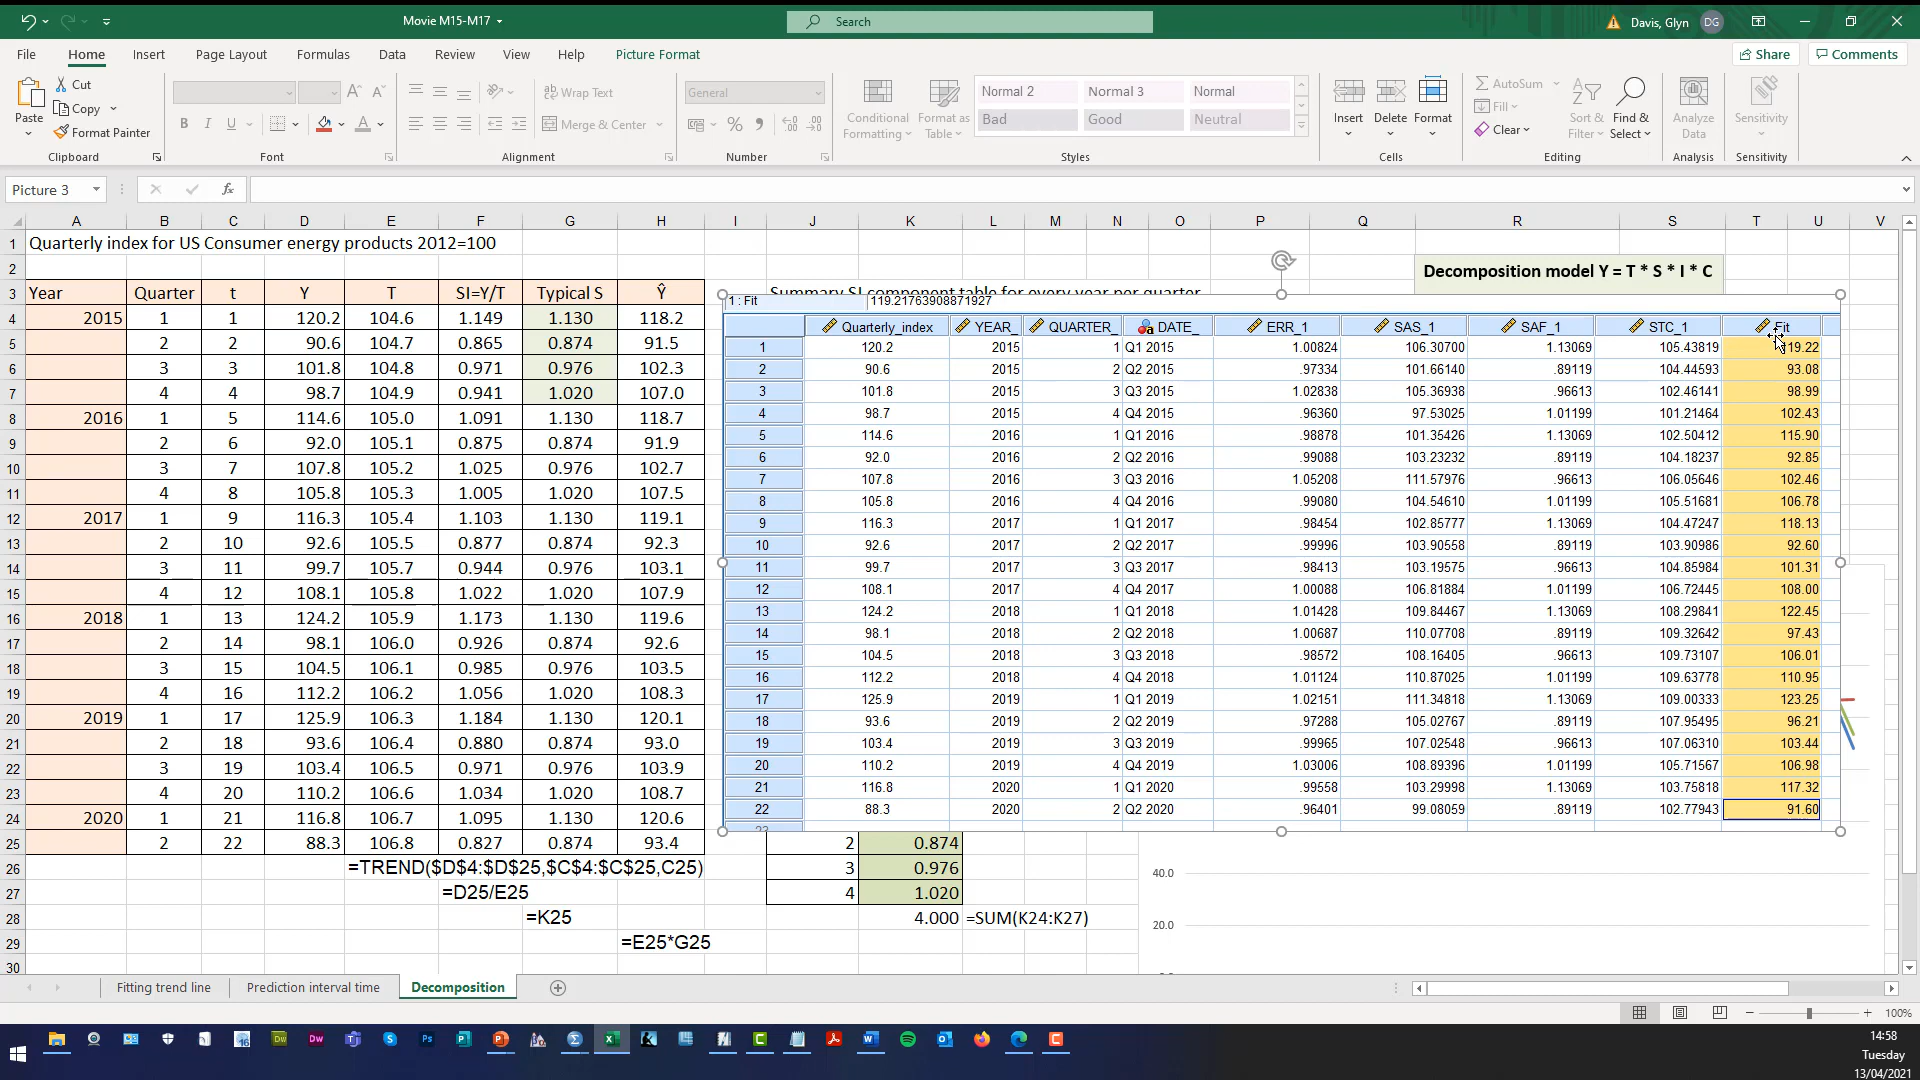 Movie M15-M17
Search
Davis, Glyn DG
File Home Insert Page Layout Formulas Data Review View Help Picture Format
Share Comments
Paste
Cut
Copy
Format Painter
Clipboard
Font
Wrap Text
Merge & Center
Alignment
General
Number
Conditional Formatting
Format as Table
Normal 2 Normal 3 Normal
Bad Good Neutral
Styles
Insert Delete Format
Cells
AutoSum
Fill
Clear
Sort & Filter
Find & Select
Editing
Analyze Data
Analysis
Sensitivity
Sensitivity
Picture 3
A B C D E F G H I J K L M N O P Q R S T U V
1 Quarterly index for US Consumer energy products 2012=100
2
3 Year Quarter t Y T SI=Y/T Typical S Ŷ
4 2015 1 1 120.2 104.6 1.149 1.130 118.2
5 2 2 90.6 104.7 0.865 0.874 91.5
6 3 3 101.8 104.8 0.971 0.976 102.3
7 4 4 98.7 104.9 0.941 1.020 107.0
8 2016 1 5 114.6 105.0 1.091 1.130 118.7
9 2 6 92.0 105.1 0.875 0.874 91.9
10 3 7 107.8 105.2 1.025 0.976 102.7
11 4 8 105.8 105.3 1.005 1.020 107.5
12 2017 1 9 116.3 105.4 1.103 1.130 119.1
13 2 10 92.6 105.5 0.877 0.874 92.3
14 3 11 99.7 105.7 0.944 0.976 103.1
15 4 12 108.1 105.8 1.022 1.020 107.9
16 2018 1 13 124.2 105.9 1.173 1.130 119.6
17 2 14 98.1 106.0 0.926 0.874 92.6
18 3 15 104.5 106.1 0.985 0.976 103.5
19 4 16 112.2 106.2 1.056 1.020 108.3
20 2019 1 17 125.9 106.3 1.184 1.130 120.1
21 2 18 93.6 106.4 0.880 0.874 93.0
22 3 19 103.4 106.5 0.971 0.976 103.9
23 4 20 110.2 106.6 1.034 1.020 108.7
24 2020 1 21 116.8 106.7 1.095 1.130 120.6
25 2 22 88.3 106.8 0.827 0.874 93.4
26 =TREND($D$4:$D$25,$C$4:$C$25,C25)
27 =D25/E25
28 =K25
29 =E25*G25
30
Decomposition model Y = T * S * I * C
Summary SI component table for every year per quarter
1 : Fit 119.21763908871927
Quarterly_index YEAR_ QUARTER_ DATE_ ERR_1 SAS_1 SAF_1 STC_1 Fit
1 120.2 2015 1 Q1 2015 1.00824 106.30700 1.13069 105.43819 119.22
2 90.6 2015 2 Q2 2015 .97334 101.66140 .89119 104.44593 93.08
3 101.8 2015 3 Q3 2015 1.02838 105.36938 .96613 102.46141 98.99
4 98.7 2015 4 Q4 2015 .96360 97.53025 1.01199 101.21464 102.43
5 114.6 2016 1 Q1 2016 .98878 101.35426 1.13069 102.50412 115.90
6 92.0 2016 2 Q2 2016 .99088 103.23232 .89119 104.18237 92.85
7 107.8 2016 3 Q3 2016 1.05208 111.57976 .96613 106.05646 102.46
8 105.8 2016 4 Q4 2016 .99080 104.54610 1.01199 105.51681 106.78
9 116.3 2017 1 Q1 2017 .98454 102.85777 1.13069 104.47247 118.13
10 92.6 2017 2 Q2 2017 .99996 103.90558 .89119 103.90986 92.60
11 99.7 2017 3 Q3 2017 .98413 103.19575 .96613 104.85984 101.31
12 108.1 2017 4 Q4 2017 1.00088 106.81884 1.01199 106.72445 108.00
13 124.2 2018 1 Q1 2018 1.01428 109.84467 1.13069 108.29841 122.45
14 98.1 2018 2 Q2 2018 1.00687 110.07708 .89119 109.32642 97.43
15 104.5 2018 3 Q3 2018 .98572 108.16405 .96613 109.73107 106.01
16 112.2 2018 4 Q4 2018 1.01124 110.87025 1.01199 109.63778 110.95
17 125.9 2019 1 Q1 2019 1.02151 111.34818 1.13069 109.00333 123.25
18 93.6 2019 2 Q2 2019 .97288 105.02767 .89119 107.95495 96.21
19 103.4 2019 3 Q3 2019 .99965 107.02548 .96613 107.06310 103.44
20 110.2 2019 4 Q4 2019 1.03006 108.89396 1.01199 105.71567 106.98
21 116.8 2020 1 Q1 2020 .99558 103.29998 1.13069 103.75818 117.32
22 88.3 2020 2 Q2 2020 .96401 99.08059 .89119 102.77943 91.60
2 0.874
3 0.976
4 1.020
4.000 =SUM(K24:K27)
40.0
20.0
Fitting trend line Prediction interval time Decomposition
100%
14:58
Tuesday
13/04/2021